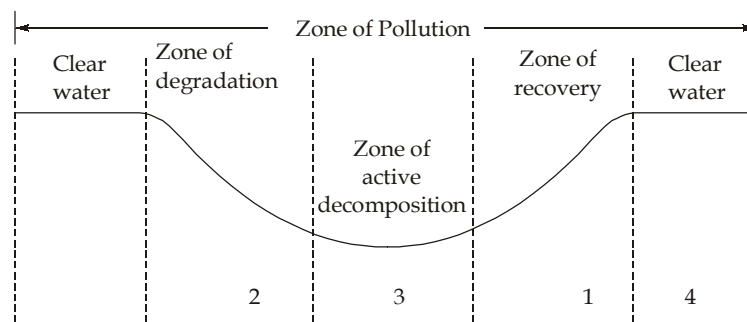 Zone of Pollution
Clear
water
Zone of
degradation
Zone of
active
decomposition
Zone of
recovery
Clear
water
2 3 1 4